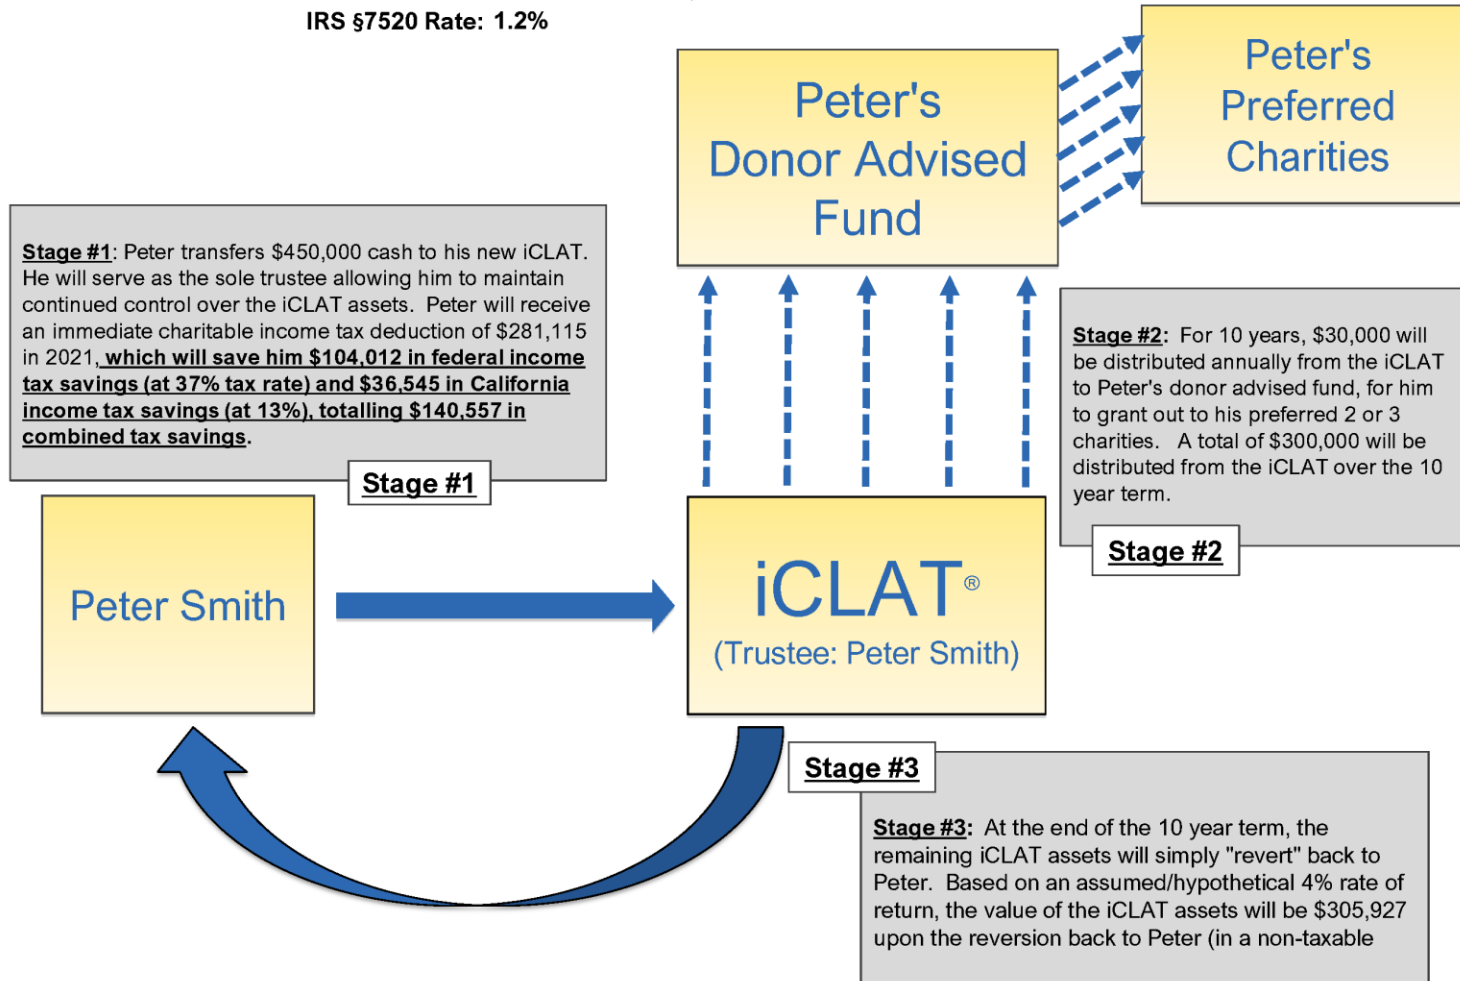 IRS §7520 Rate: 1.2%
Peter's
Donor Advised
Fund
Peter's
Preferred
Charities
Stage #1: Peter transfers $450,000 cash to his new iCLAT.
He will serve as the sole trustee allowing him to maintain
continued control over the iCLAT assets. Peter will receive
an immediate charitable income tax deduction of $281,115
in 2021, which will save him $104,012 in federal income
tax savings (at 37% tax rate) and $36,545 in California
income tax savings (at 13%), totalling $140,557 in
combined tax savings.
Stage #1
Stage #2: For 10 years, $30,000 will
be distributed annually from the iCLAT
to Peter's donor advised fund, for him
to grant out to his preferred 2 or 3
charities. A total of $300,000 will be
distributed from the iCLAT over the 10
year term.
Stage #2
Peter Smith
iCLAT®
(Trustee: Peter Smith)
Stage #3
Stage #3: At the end of the 10 year term, the
remaining iCLAT assets will simply "revert" back to
Peter. Based on an assumed/hypothetical 4% rate of
return, the value of the iCLAT assets will be $305,927
upon the reversion back to Peter (in a non-taxable